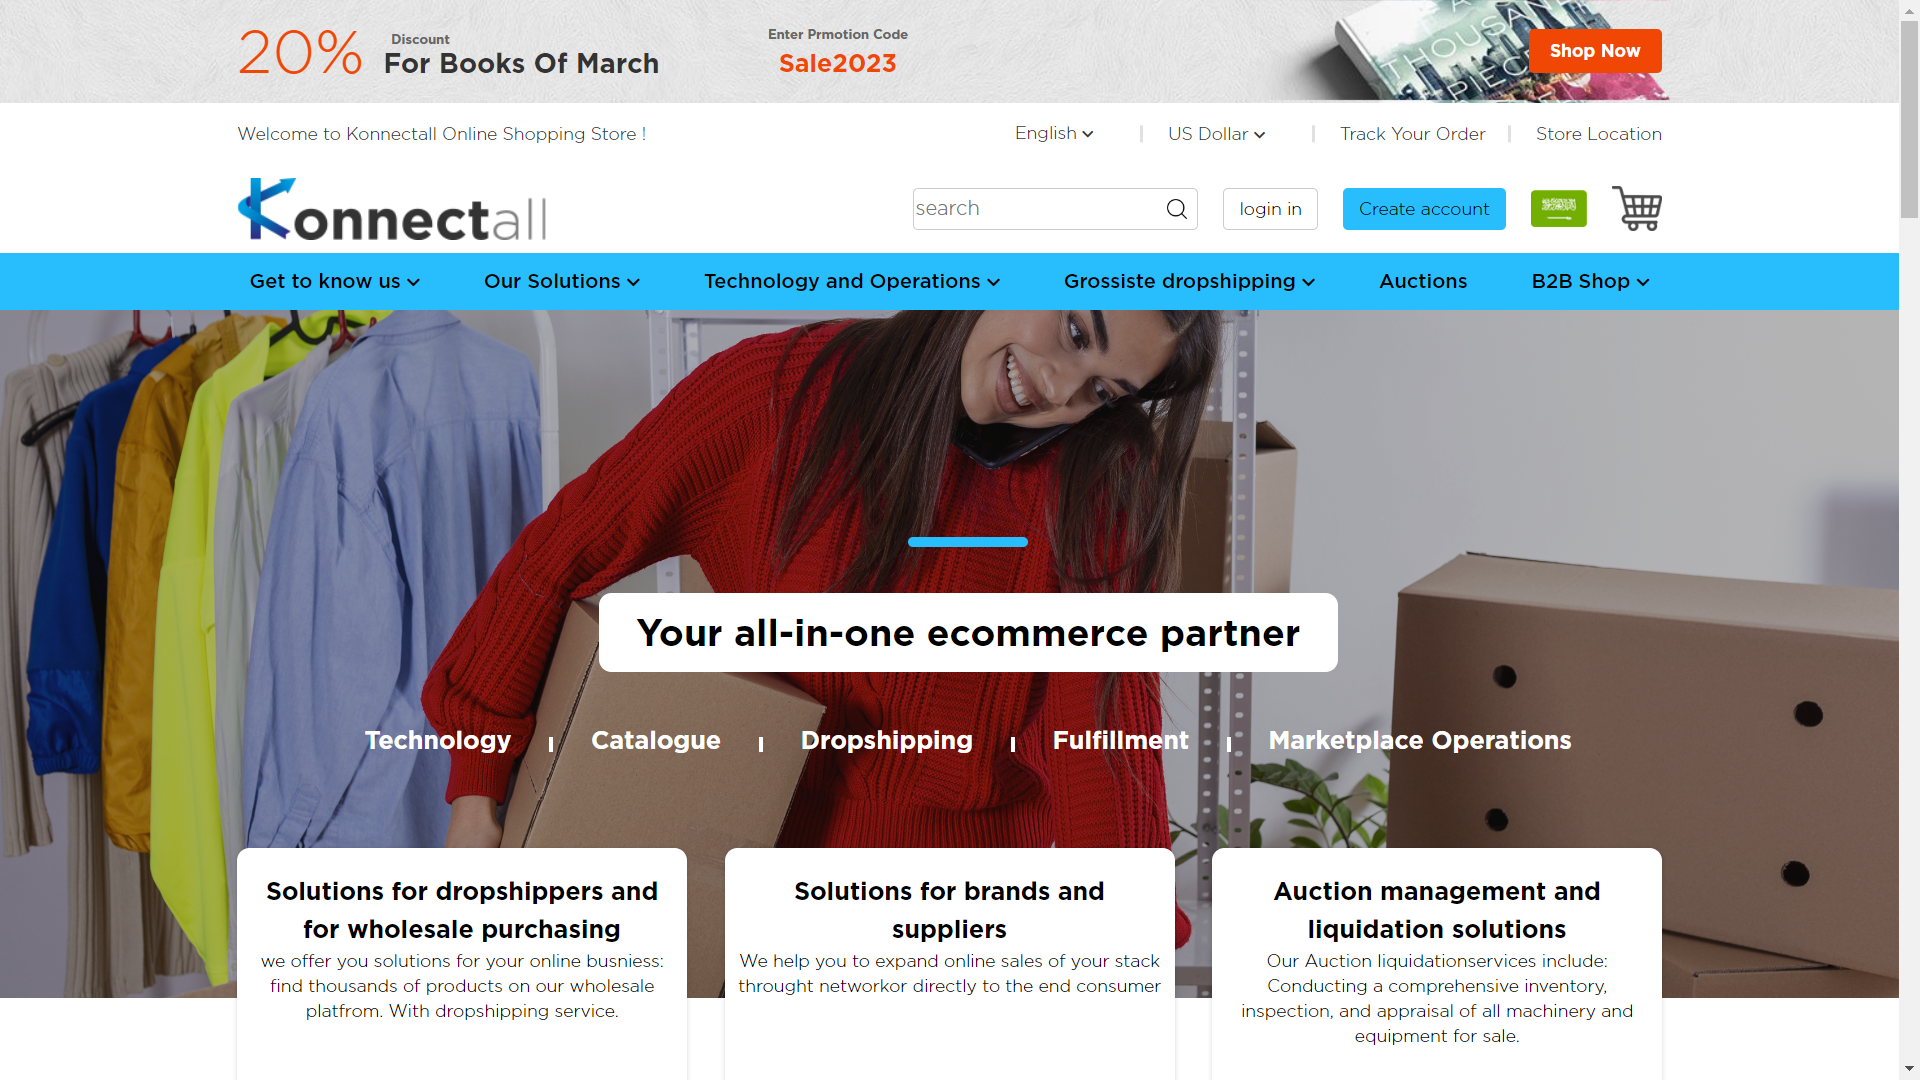 20%
Discount
For Books Of March
Enter Prmotion Code
Sale2023
THOUSAND
PIEC
Shop Now
Welcome to Konnectall Online Shopping Store !
English
US Dollar
Track Your Order
Store Location
Konnectall
search
login in
Create account
Get to know us
Our Solutions
Technology and Operations
Grossiste dropshipping
Auctions
B2B Shop
Your all-in-one ecommerce partner
Technology
Catalogue
Dropshipping
Fulfillment
Marketplace Operations
Solutions for dropshippers and
for wholesale purchasing
we offer you solutions for your online busniess:
find thousands of products on our wholesale
platfrom. With dropshipping service.
Solutions for brands and
suppliers
We help you to expand online sales of your stack
throught networkor directly to the end consumer
Auction management and
liquidation solutions
Our Auction liquidationservices include:
Conducting a comprehensive inventory,
inspection, and appraisal of all machinery and
equipment for sale.